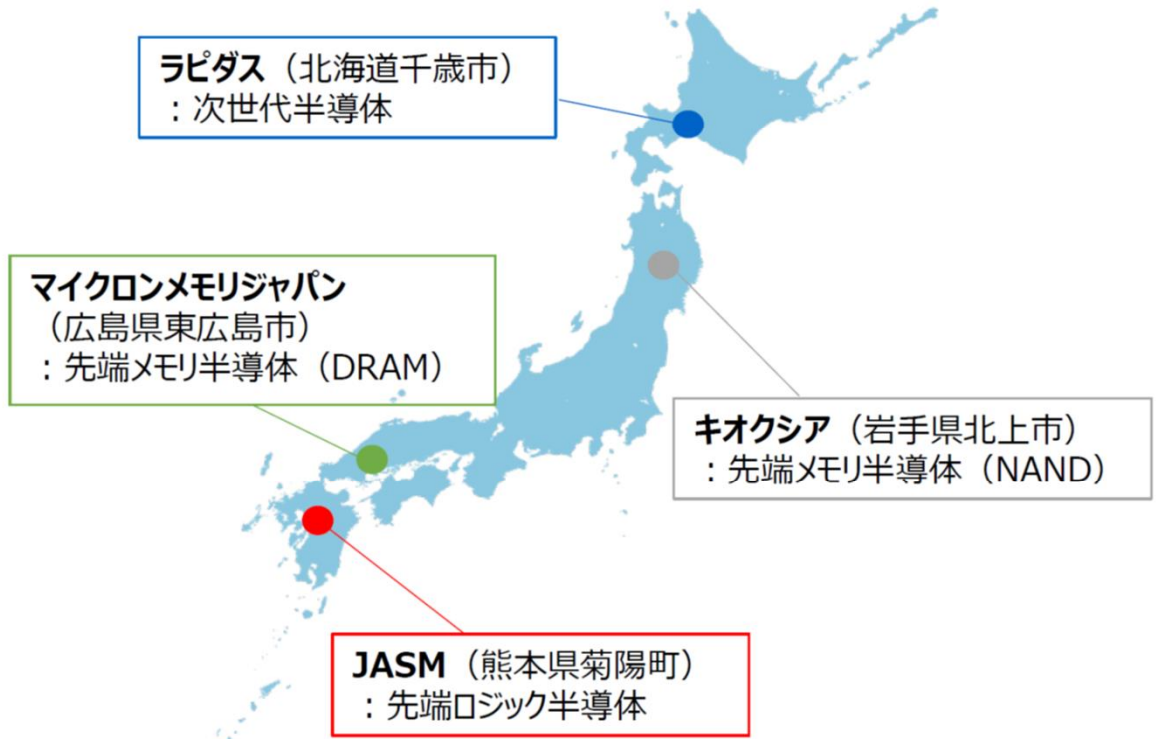 ラピダス（北海道千歳市）
：次世代半導体
マイクロンメモリジャパン
（広島県東広島市）
：先端メモリ半導体（DRAM）
キオクシア（岩手県北上市）
：先端メモリ半導体（NAND）
JASM（熊本県菊陽町）
：先端ロジック半導体